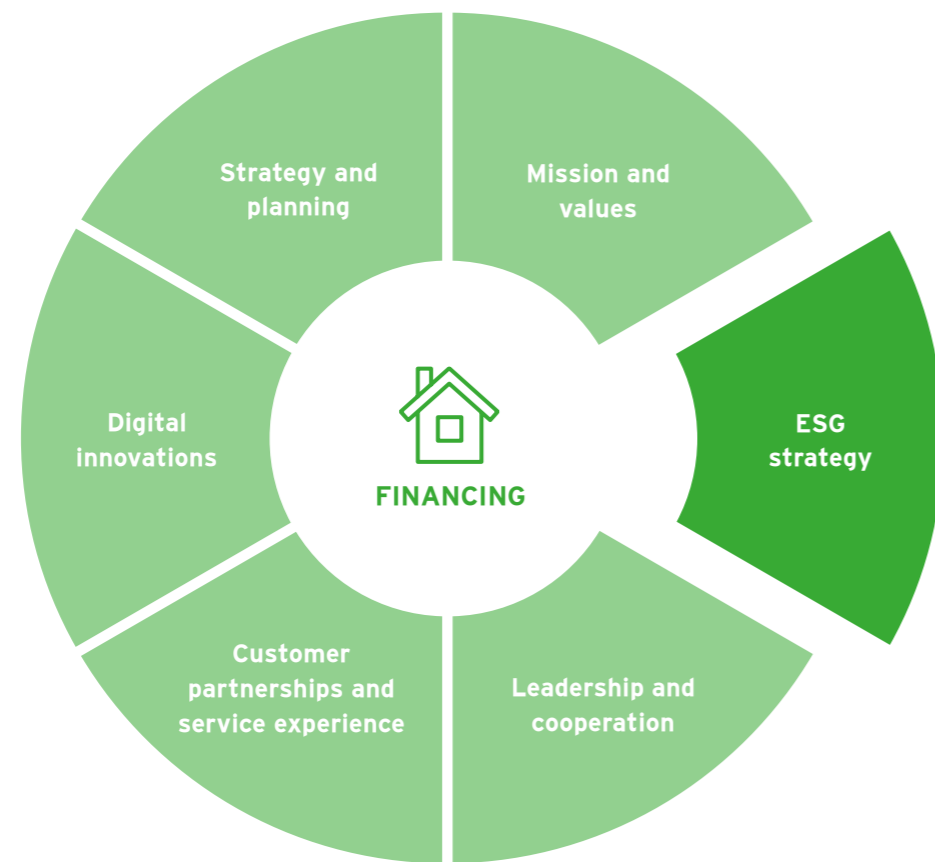 Strategy and
planning
Mission and
values
Digital
innovations
FINANCING
ESG
strategy
Customer
partnerships and
service experience
Leadership and
cooperation